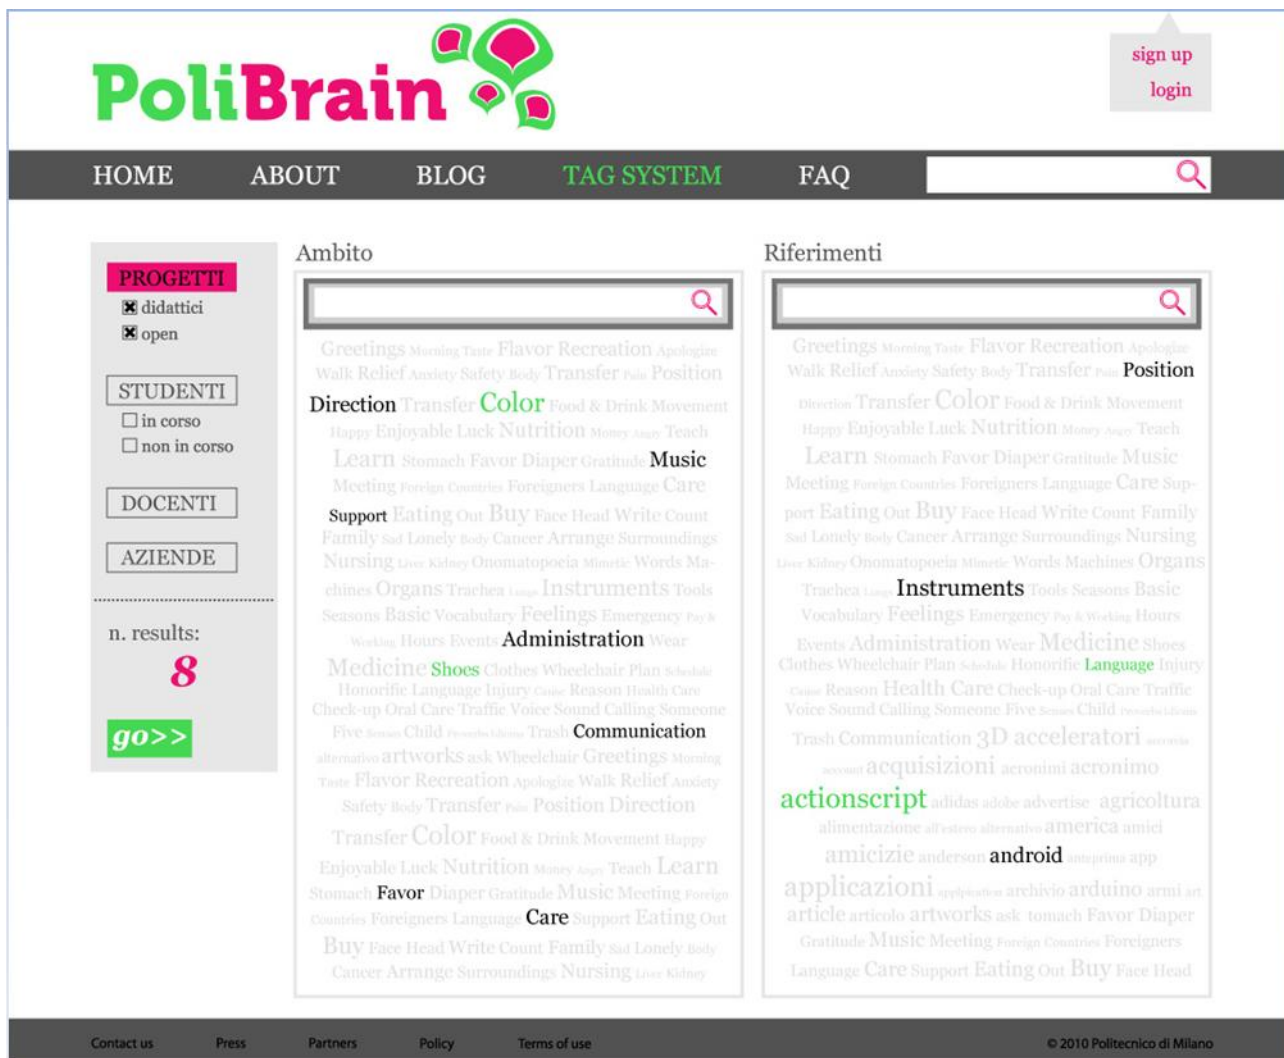 PoliBrain
sign up
login
HOME ABOUT BLOG TAG SYSTEM FAQ
PROGETTI
didattici
open
STUDENTI
in corso
non in corso
DOCENTI
AZIENDE
n. results:
8
go>>
Ambito
Greetings Morning Taste Flavor Recreation Apologize
Walk Relief Anxiety Safety Body Transfer Pain Position
Direction Transfer Color Food & Drink Movement
Happy Enjoyable Luck Nutrition Money Angry Teach
Learn Stomach Favor Diaper Gratitude Music
Meeting Foreign Countries Foreigners Language Care
Support Eating Out Buy Face Head Write Count
Family Sad Lonely Body Cancer Arrange Surroundings
Nursing Liver Kidney Onomatopoeia Mimetic Words Ma-
chines Organs Trachea Lungs Instruments Tools
Seasons Basic Vocabulary Feelings Emergency Pay &
Working Hours Events Administration Wear
Medicine Shoes Clothes Wheelchair Plan Schedule
Honorific Language Injury Cause Reason Health Care
Check-up Oral Care Traffic Voice Sound Calling Someone
Five Senses Child Proverbs Idioms Trash Communication
alternativo artworks ask Wheelchair Greetings Morning
Taste Flavor Recreation Apologize Walk Relief Anxiety
Safety Body Transfer Pain Position Direction
Transfer Color Food & Drink Movement Happy
Enjoyable Luck Nutrition Money Angry Teach Learn
Stomach Favor Diaper Gratitude Music Meeting Foreign
Countries Foreigners Language Care Support Eating Out
Buy Face Head Write Count Family Sad Lonely Body
Cancer Arrange Surroundings Nursing Liver Kidney
Riferimenti
Greetings Morning Taste Flavor Recreation Apologize
Walk Relief Anxiety Safety Body Transfer Pain Position
Direction Transfer Color Food & Drink Movement
Happy Enjoyable Luck Nutrition Money Angry Teach
Learn Stomach Favor Diaper Gratitude Music
Meeting Foreign Countries Foreigners Language Care Sup-
port Eating Out Buy Face Head Write Count Family
Sad Lonely Body Cancer Arrange Surroundings Nursing
Liver Kidney Onomatopoeia Mimetic Words Machines Organs
Trachea Lungs Instruments Tools Seasons Basic
Vocabulary Feelings Emergency Pay & Working Hours
Events Administration Wear Medicine Shoes
Clothes Wheelchair Plan Schedule Honorific Language Injury
Cause Reason Health Care Check-up Oral Care Traffic
Voice Sound Calling Someone Five Senses Child Proverbs Idioms
Trash Communication 3D acceleratori
account acquisizioni acronimi acronimo
actionscript adidas adobe advertise agricoltura
alimentazione all'estero alternativo america amici
amicizie anderson android anteprima app
applicazioni archivio arduino armi art
article articolo artworks ask tomach Favor Diaper
Gratitude Music Meeting Foreign Countries Foreigners
Language Care Support Eating Out Buy Face Head
Contact us Press Partners Policy Terms of use © 2010 Politecnico di Milano